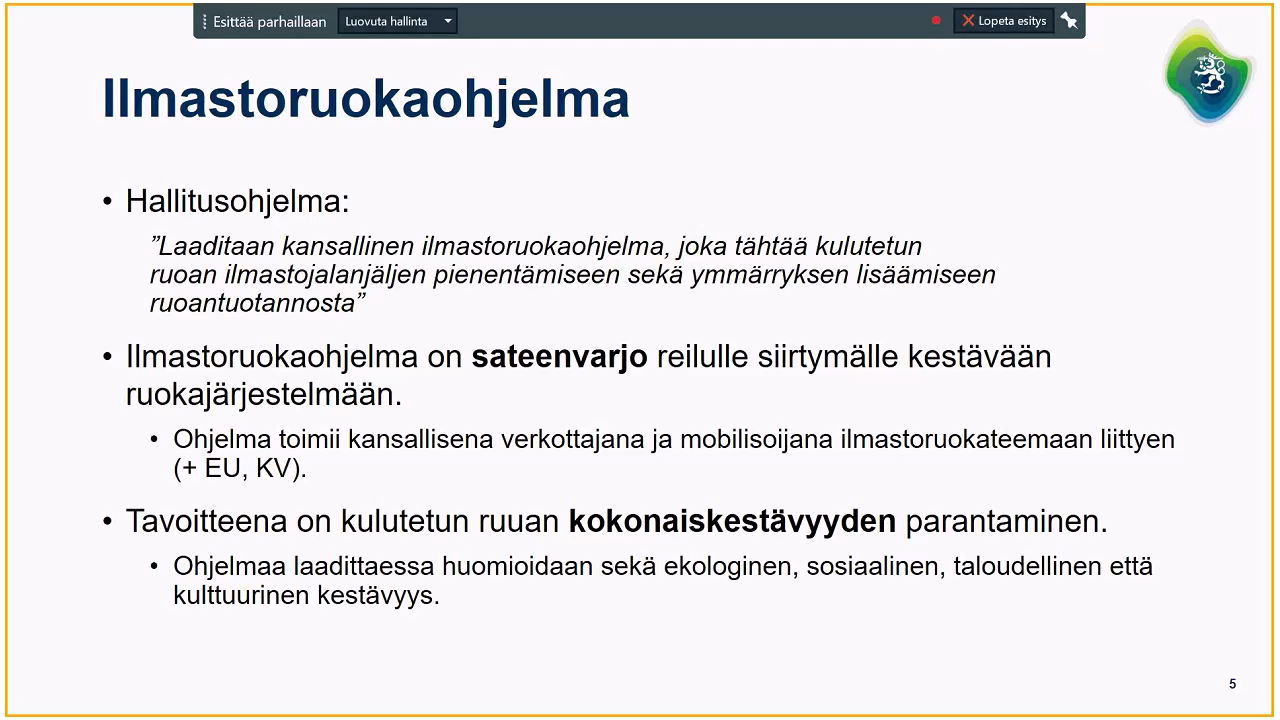 Esittää parhaillaan
Luovuta hallinta
Lopeta esitys
Ilmastoruokaohjelma
• Hallitusohjelma:
”Laaditaan kansallinen ilmastoruokaohjelma, joka tähtää kulutetun
ruoan ilmastojalanjäljen pienentämiseen sekä ymmärryksen lisäämiseen
ruoantuotannosta”
• Ilmastoruokaohjelma on sateenvarjo reilulle siirtymälle kestävään
ruokajärjestelmään.
• Ohjelma toimii kansallisena verkottajana ja mobilisoijana ilmastoruokateemaan liittyen
(+ EU, KV).
• Tavoitteena on kulutetun ruuan kokonaiskestävyyden parantaminen.
• Ohjelmaa laadittaessa huomioidaan sekä ekologinen, sosiaalinen, taloudellinen että
kulttuurinen kestävyys.
5